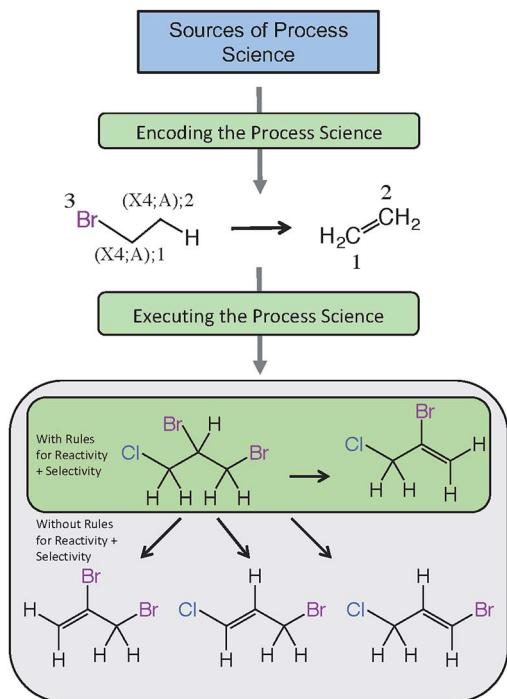 Sources of Process
Science
Encoding the Process Science
3 (X4;A);2 2
Br H H₂C CH₂
(X4;A);1 1
Executing the Process Science
With Rules
for Reactivity
+ Selectivity
Br H Br
Cl Br Cl H
H H H H H H H
Without Rules
for Reactivity +
Selectivity
Br H H
H Br Cl Br Cl Br
H H H H H H H H H